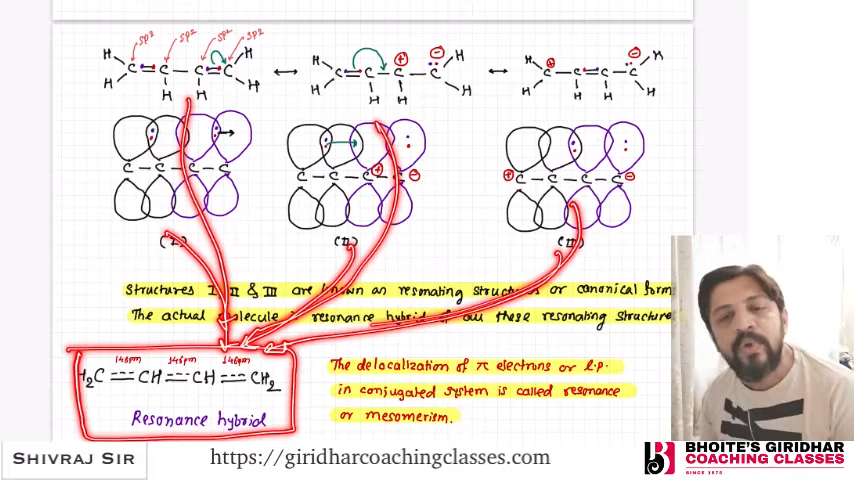 sp² sp² sp² sp²
H H
C = C - C = C ↔ C = C - C - C ↔ C - C = C - C
H H H H
(I) (II) (III)
structures I, II & III are known an resonating structures or canonical forms
The actual molecule is resonance hybrid of all these resonating structures
146pm 146pm 146pm
H₂C == CH == CH == CH₂
Resonance hybrid
The delocalization of π electrons or l.p.
in conjugated system is called resonance
or mesomerism.
SHIVRAJ SIR
https://giridharcoachingclasses.com
BHOITE'S GIRIDHAR
COACHING CLASSES
SINCE 1975